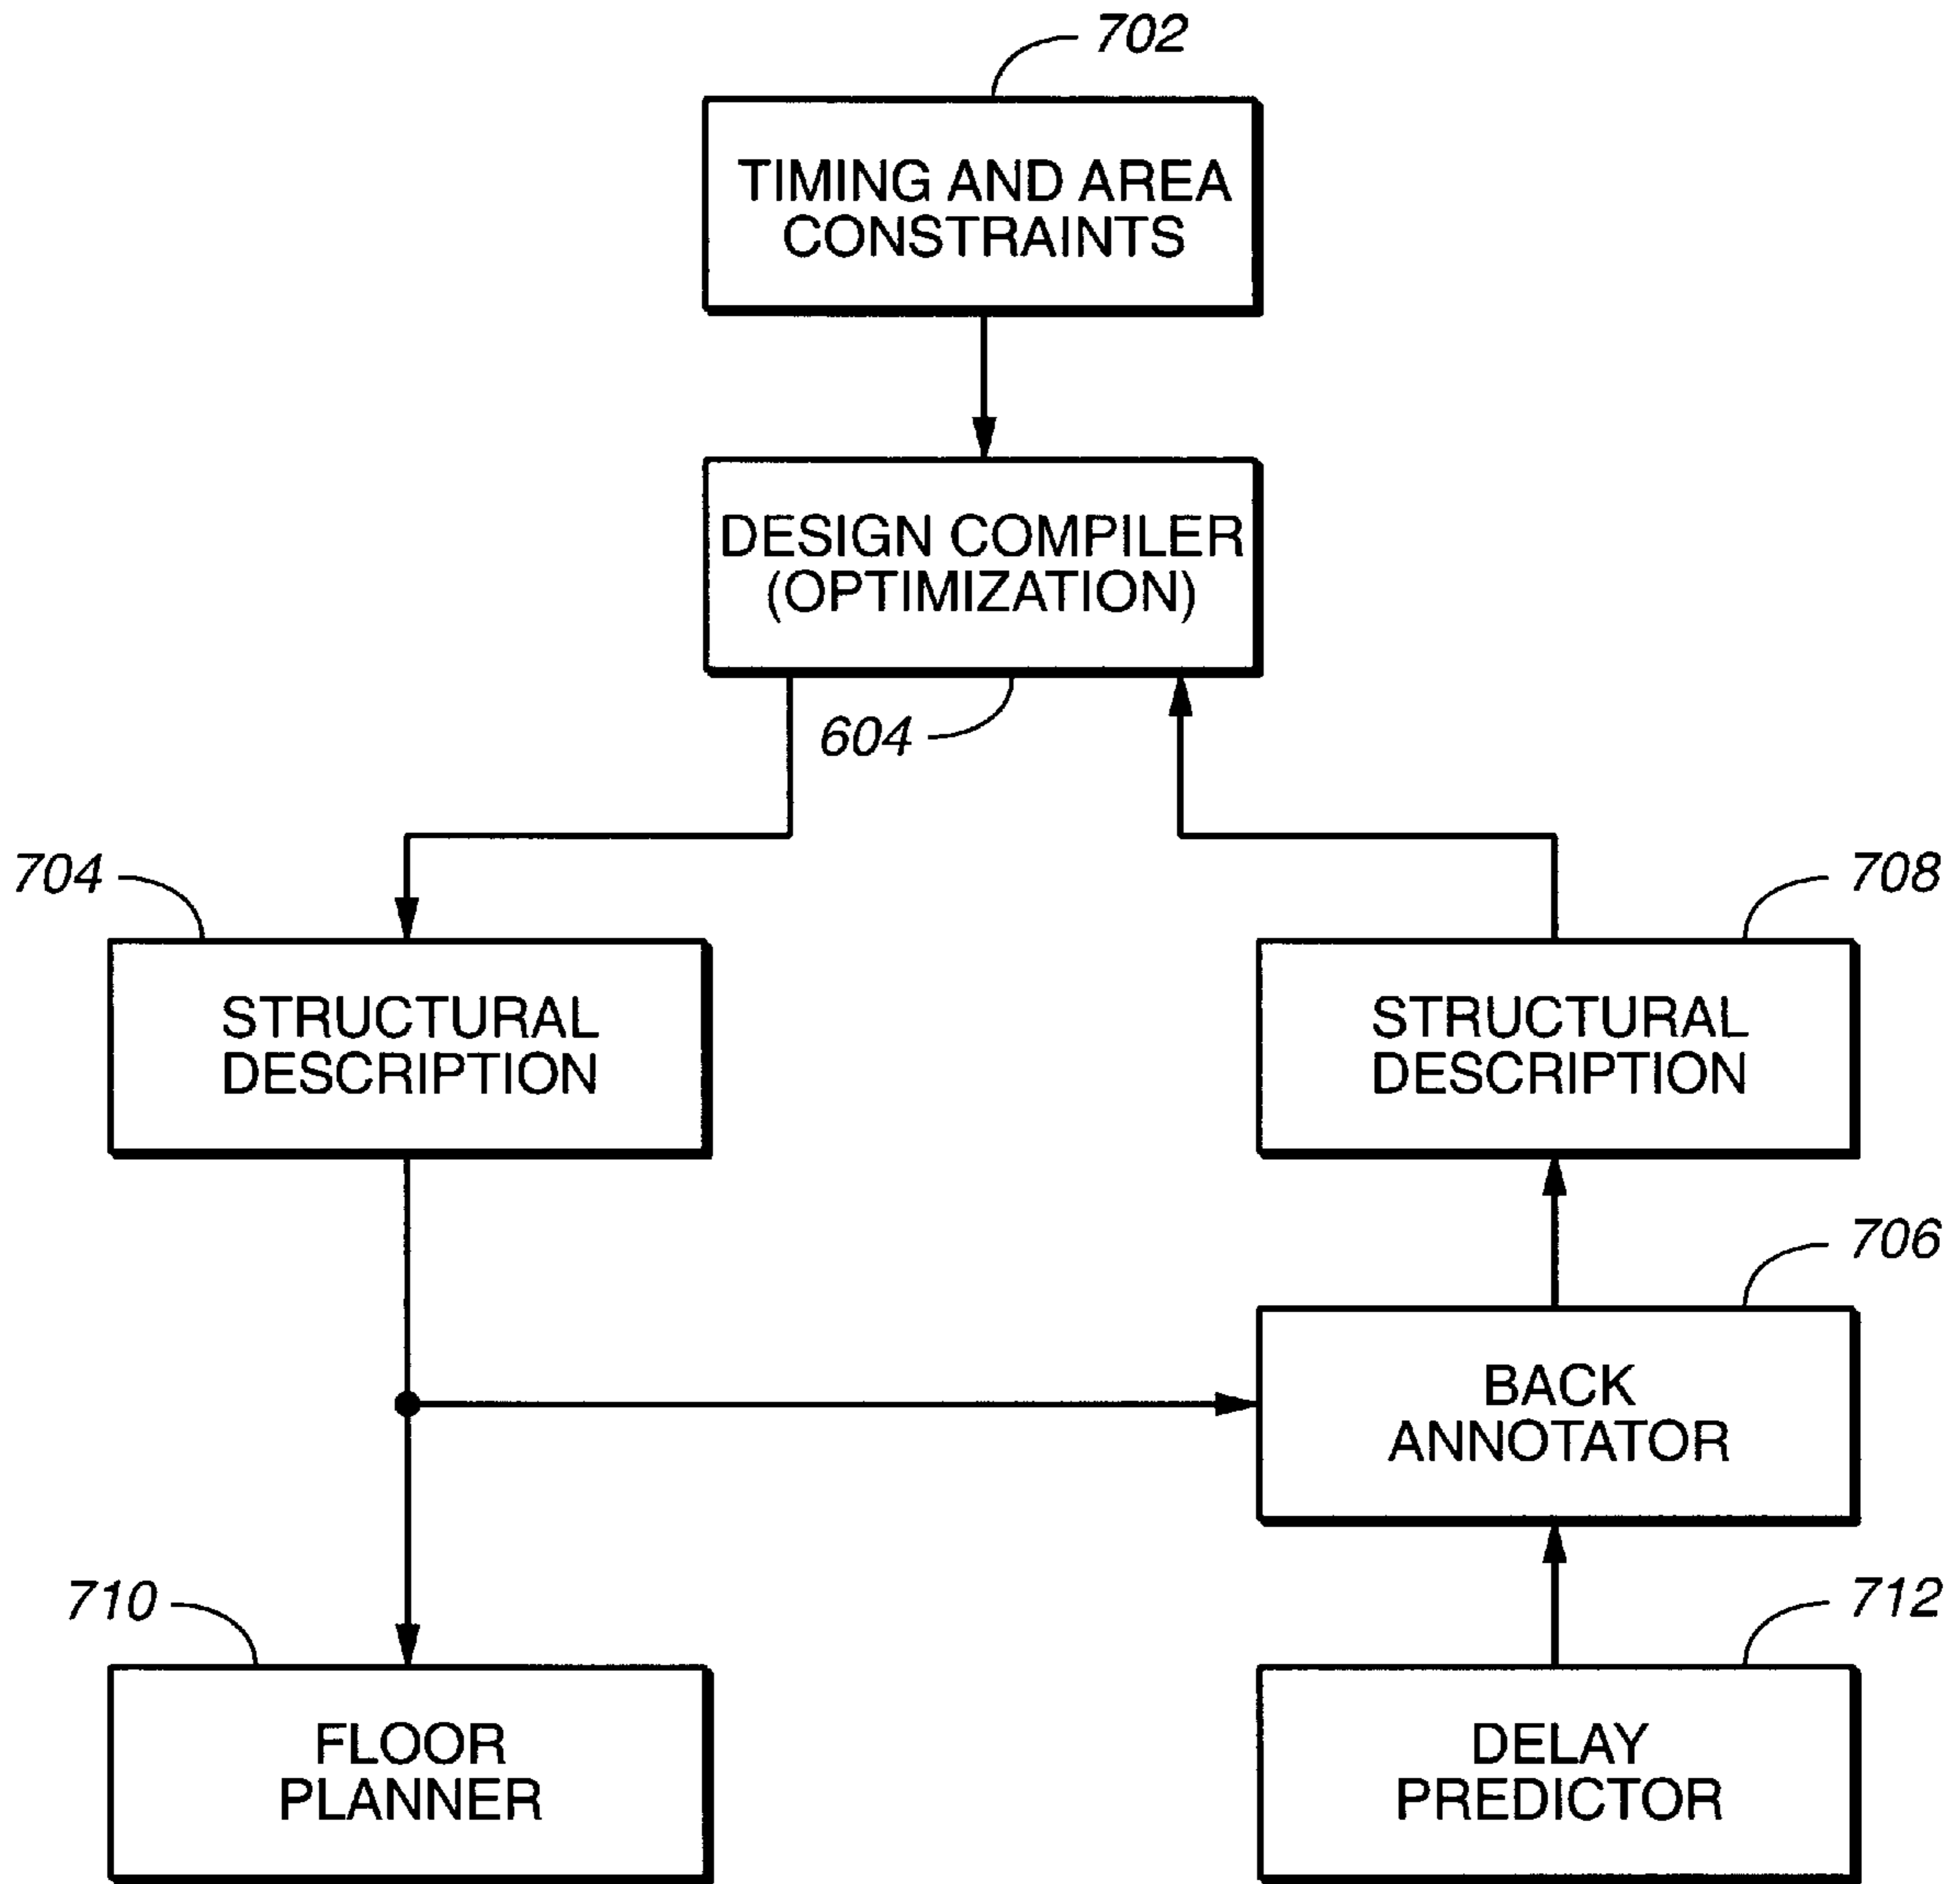 702
TIMING AND AREA
CONSTRAINTS
DESIGN COMPILER
(OPTIMIZATION)
604
704
708
STRUCTURAL
DESCRIPTION
STRUCTURAL
DESCRIPTION
706
BACK
ANNOTATOR
710
712
FLOOR
PLANNER
DELAY
PREDICTOR